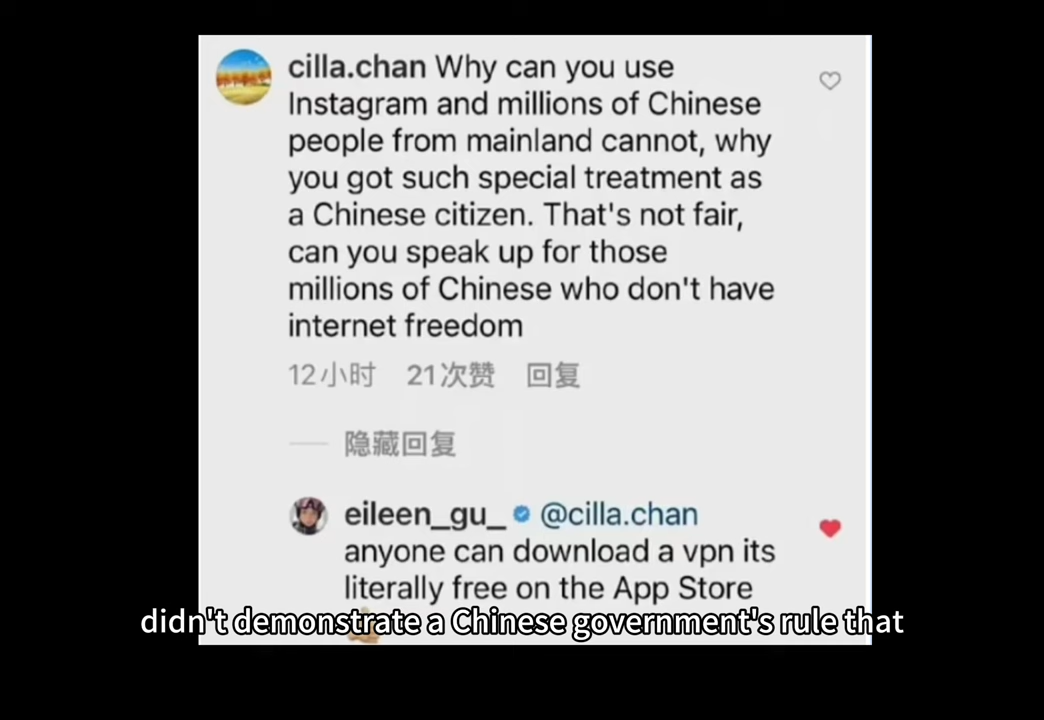 cilla.chan Why can you use
Instagram and millions of Chinese
people from mainland cannot, why
you got such special treatment as
a Chinese citizen. That's not fair,
can you speak up for those
millions of Chinese who don't have
internet freedom
12小时 21次赞 回复
隐藏回复
eileen_gu_ @cilla.chan
anyone can download a vpn its
literally free on the App Store
didn't demonstrate a Chinese government's rule that